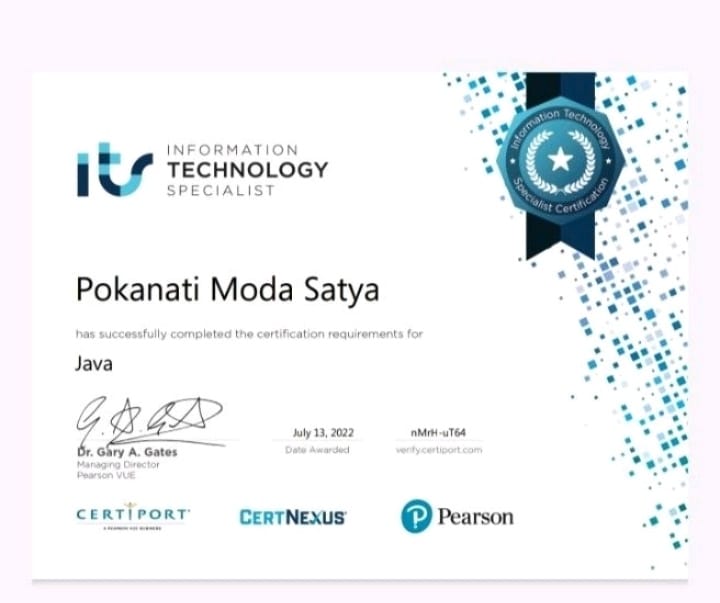 its
INFORMATION
TECHNOLOGY
SPECIALIST
Information Technology
Specialist Certification
Pokanati Moda Satya
has successfully completed the certification requirements for
Java
Dr. Gary A. Gates
Managing Director
Pearson VUE
July 13, 2022
Date Awarded
nMrH-uT64
verify.certiport.com
CERTIPORT
A PEARSON VUE BUSINESS
CERTNEXUS
P Pearson